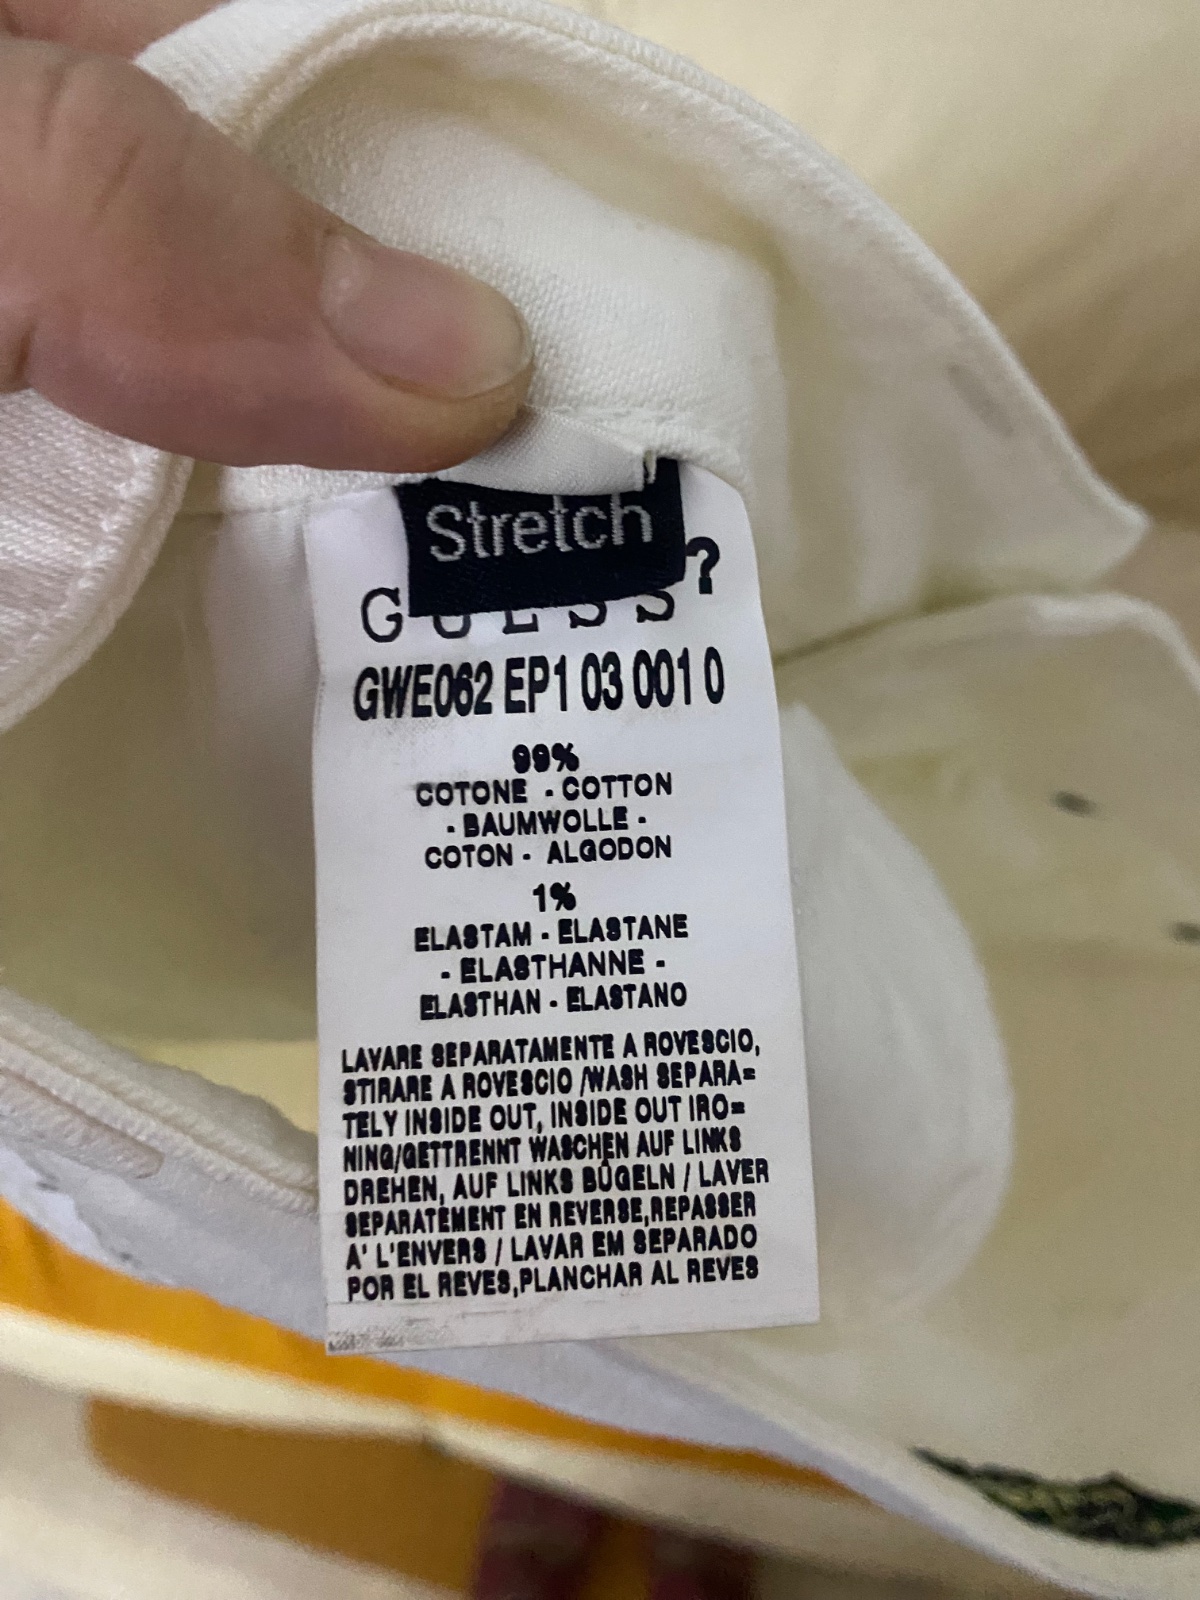 Stretch
GUESS?
GWE062 EP1 03 001 0
99%
COTONE - COTTON
- BAUMWOLLE -
COTON - ALGODON
1%
ELASTAM - ELASTANE
- ELASTHANNE -
ELASTHAN - ELASTANO
LAVARE SEPARATAMENTE A ROVESCIO,
STIRARE A ROVESCIO /WASH SEPARA=
TELY INSIDE OUT, INSIDE OUT IRO=
NING/GETTRENNT WASCHEN AUF LINKS
DREHEN, AUF LINKS BÜGELN / LAVER
SEPARATEMENT EN REVERSE,REPASSER
A' L'ENVERS / LAVAR EM SEPARADO
POR EL REVES,PLANCHAR AL REVES